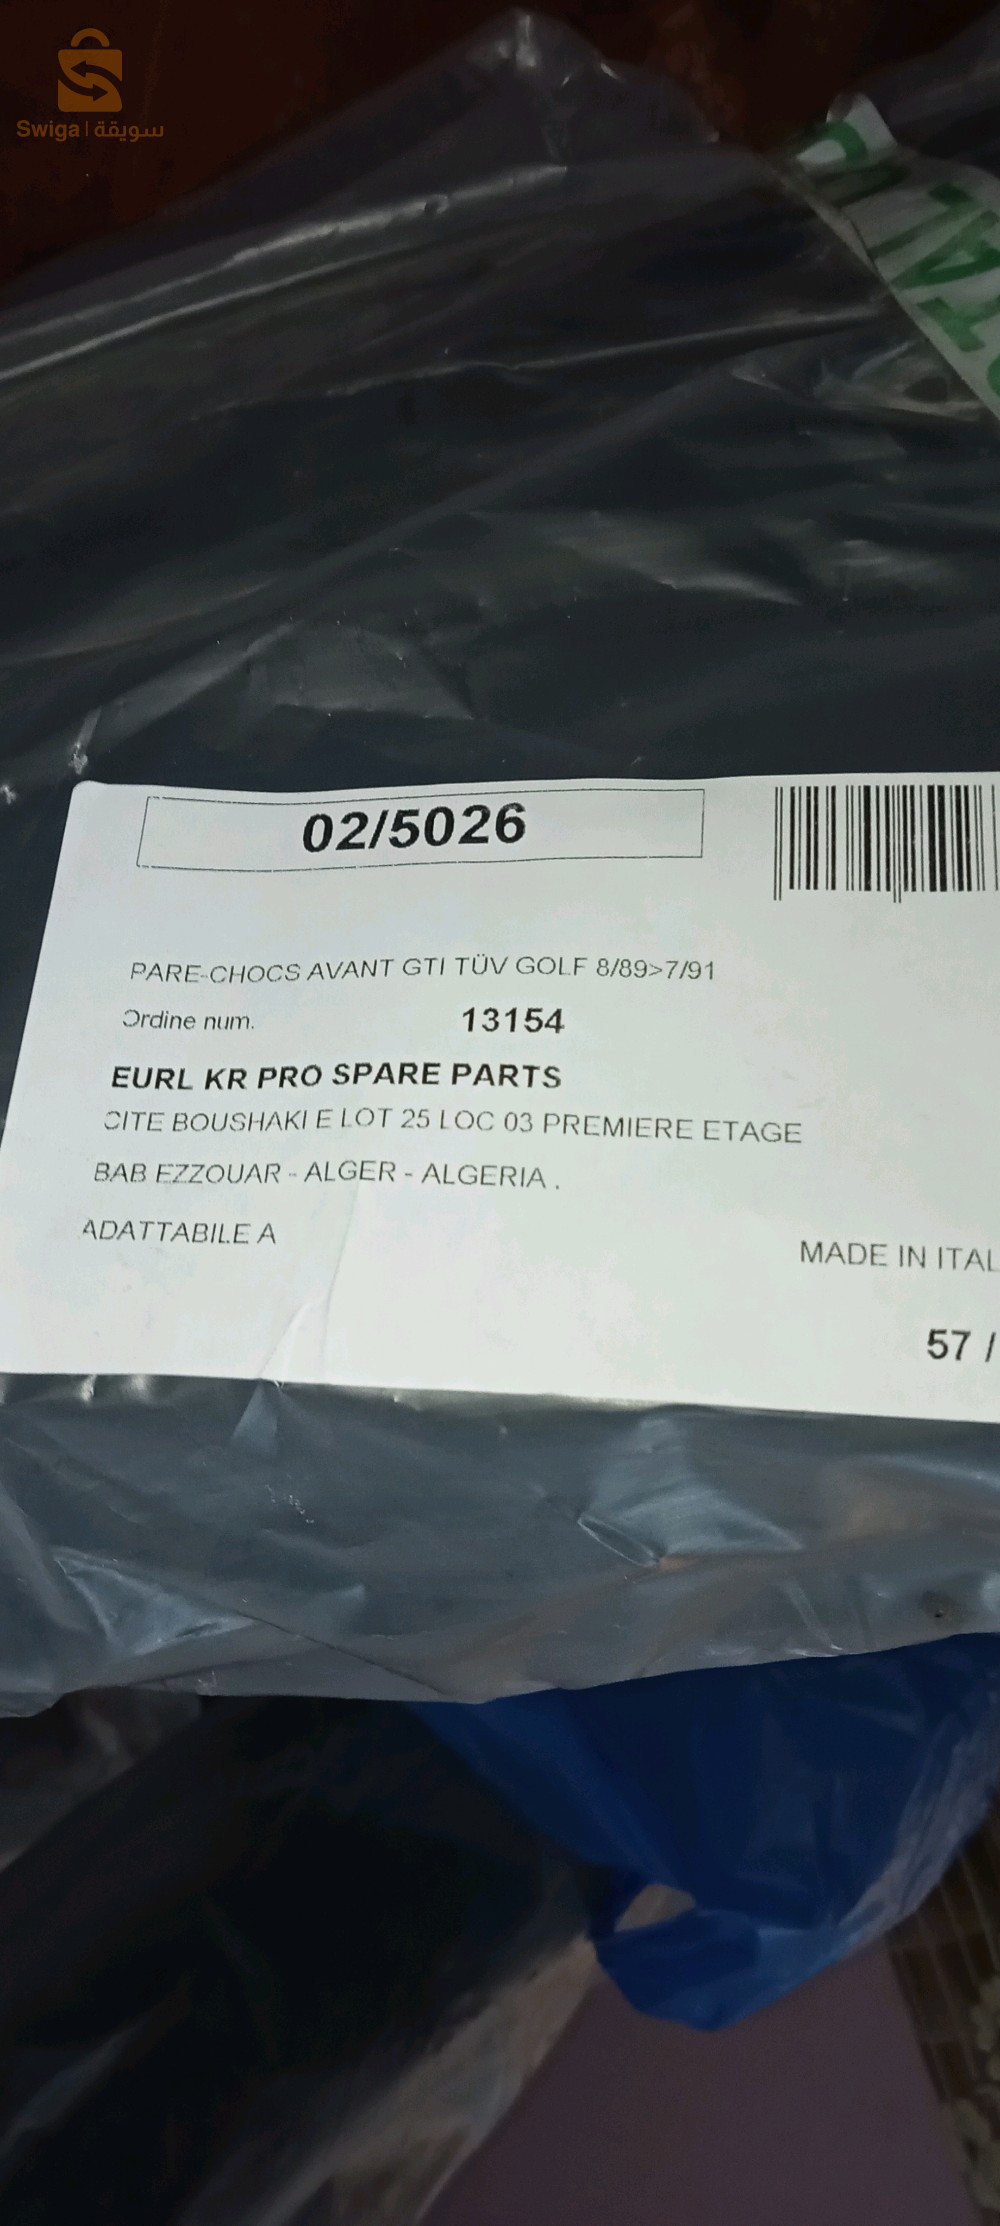 Swiga | سويقة
02/5026
PARE-CHOCS AVANT GTI TÜV GOLF 8/89>7/91
Ordine num. 13154
EURL KR PRO SPARE PARTS
CITE BOUSHAKI E LOT 25 LOC 03 PREMIERE ETAGE
BAB EZZOUAR - ALGER - ALGERIA .
ADATTABILE A
MADE IN ITAL
57 /